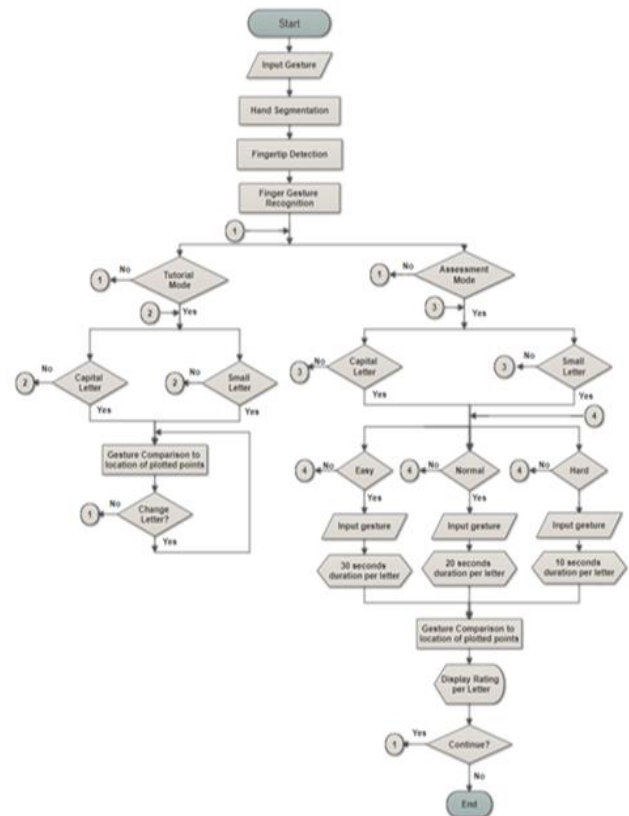 Start
Input Gesture
Hand Segmentation
Fingertip Detection
Finger Gesture
Recognition
1
1
No
Tutorial
Mode
Yes
2
1
No
Assessment
Mode
Yes
3
2
No
Capital
Letter
Yes
2
No
Small
Letter
Yes
3
No
Capital
Letter
Yes
3
No
Small
Letter
Yes
4
Gesture Comparison to
location of plotted points
1
No
Change
Letter?
Yes
4
No
Easy
Yes
4
No
Normal
Yes
4
No
Hard
Yes
Input gesture
Input gesture
Input gesture
30 seconds
duration per letter
20 seconds
duration per letter
10 seconds
duration per letter
Gesture Comparison to
location of plotted points
Display Rating
per Letter
1
Yes
Continue?
No
End